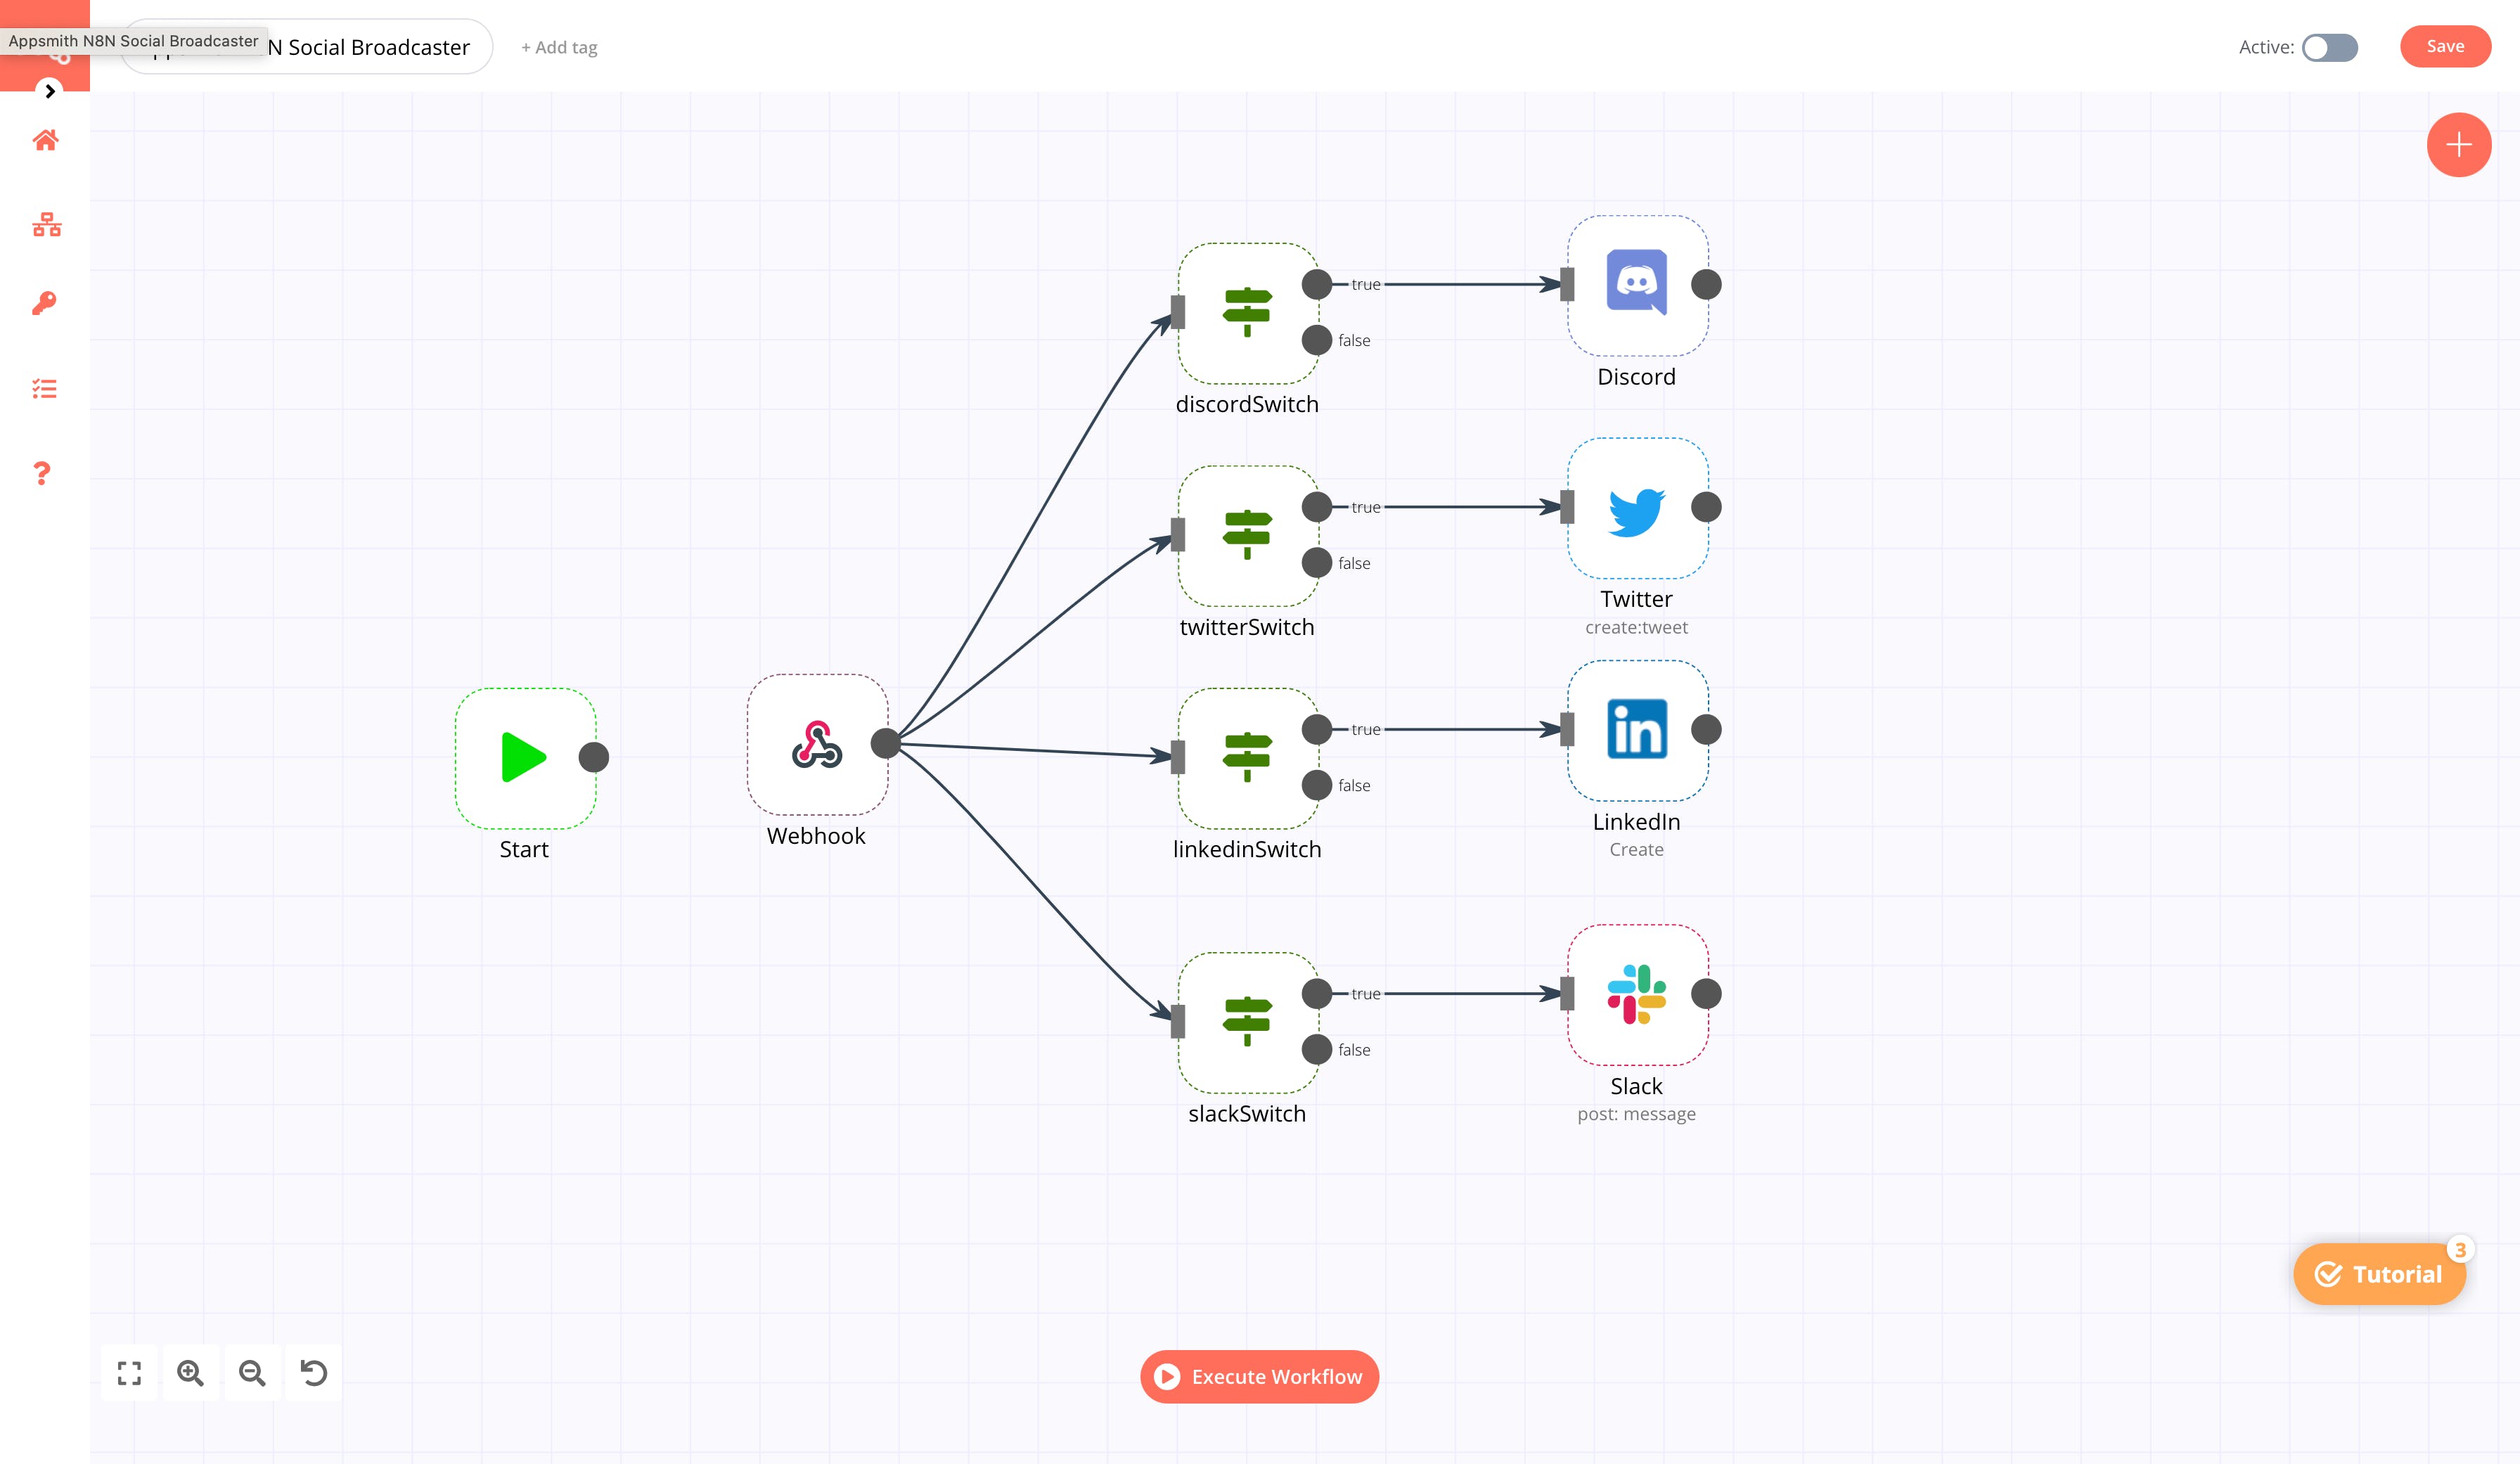 Appsmith N8N Social Broadcaster
N Social Broadcaster
+ Add tag
Active:
Save
true
false
discordSwitch
Discord
true
false
twitterSwitch
Twitter
create:tweet
Start
Webhook
true
false
linkedinSwitch
LinkedIn
Create
true
false
slackSwitch
Slack
post: message
3
Tutorial
Execute Workflow